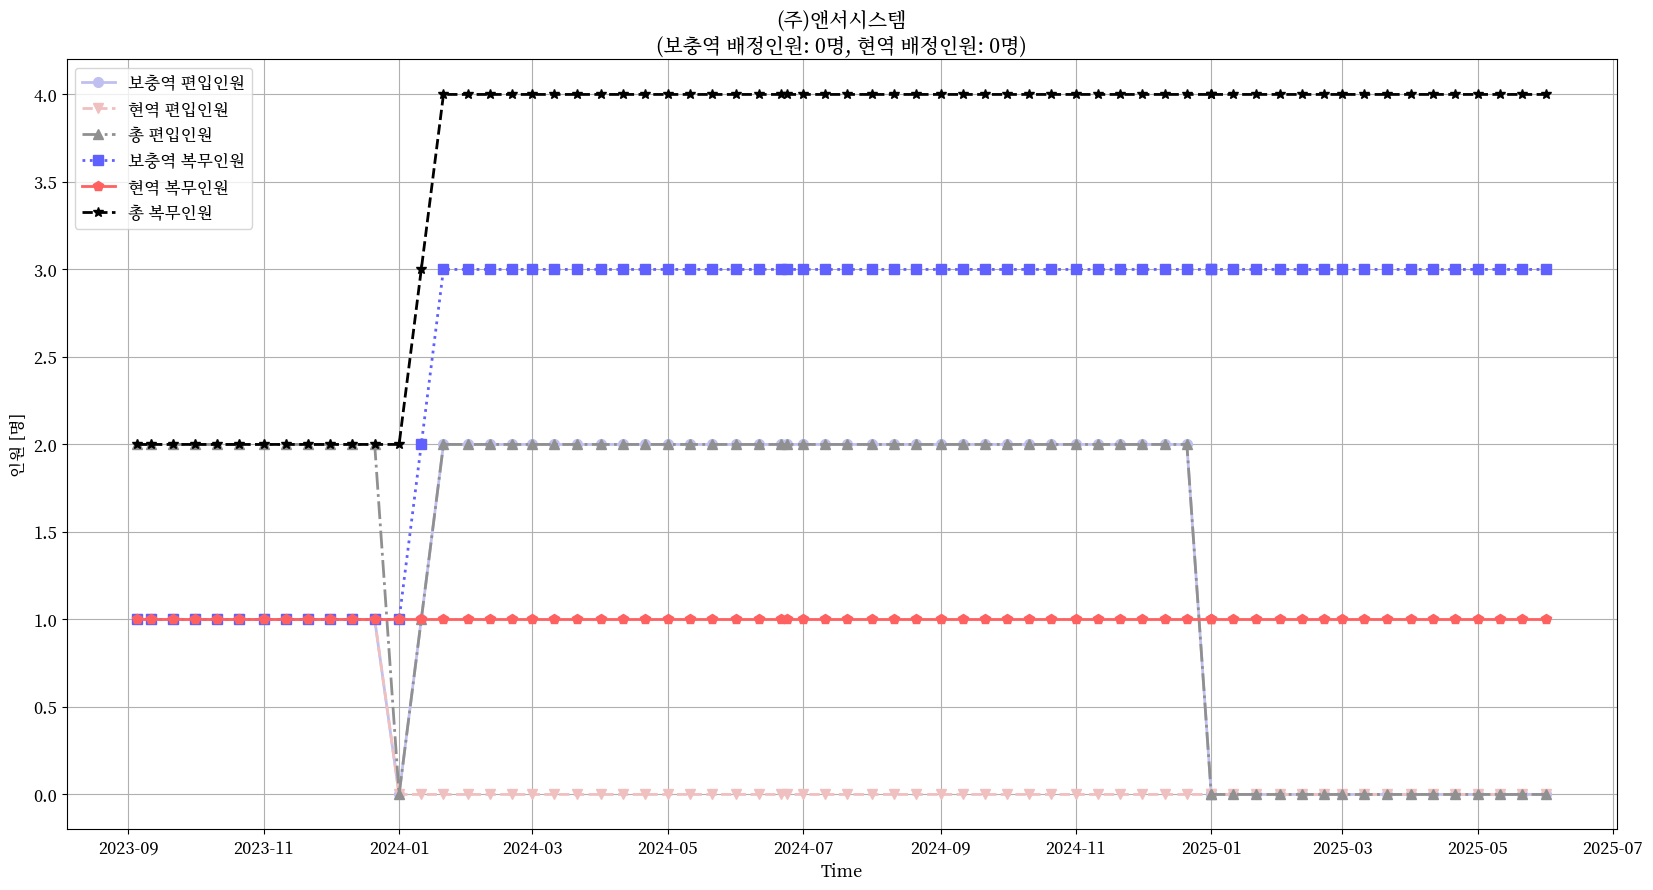 (주)앤서시스템
(보충역 배정인원: 0명, 현역 배정인원: 0명)
보충역 편입인원
현역 편입인원
총 편입인원
보충역 복무인원
현역 복무인원
총 복무인원
인원 [명]
4.0
3.5
3.0
2.5
2.0
1.5
1.0
0.5
0.0
2023-09
2023-11
2024-01
2024-03
2024-05
2024-07
2024-09
2024-11
2025-01
2025-03
2025-05
2025-07
Time